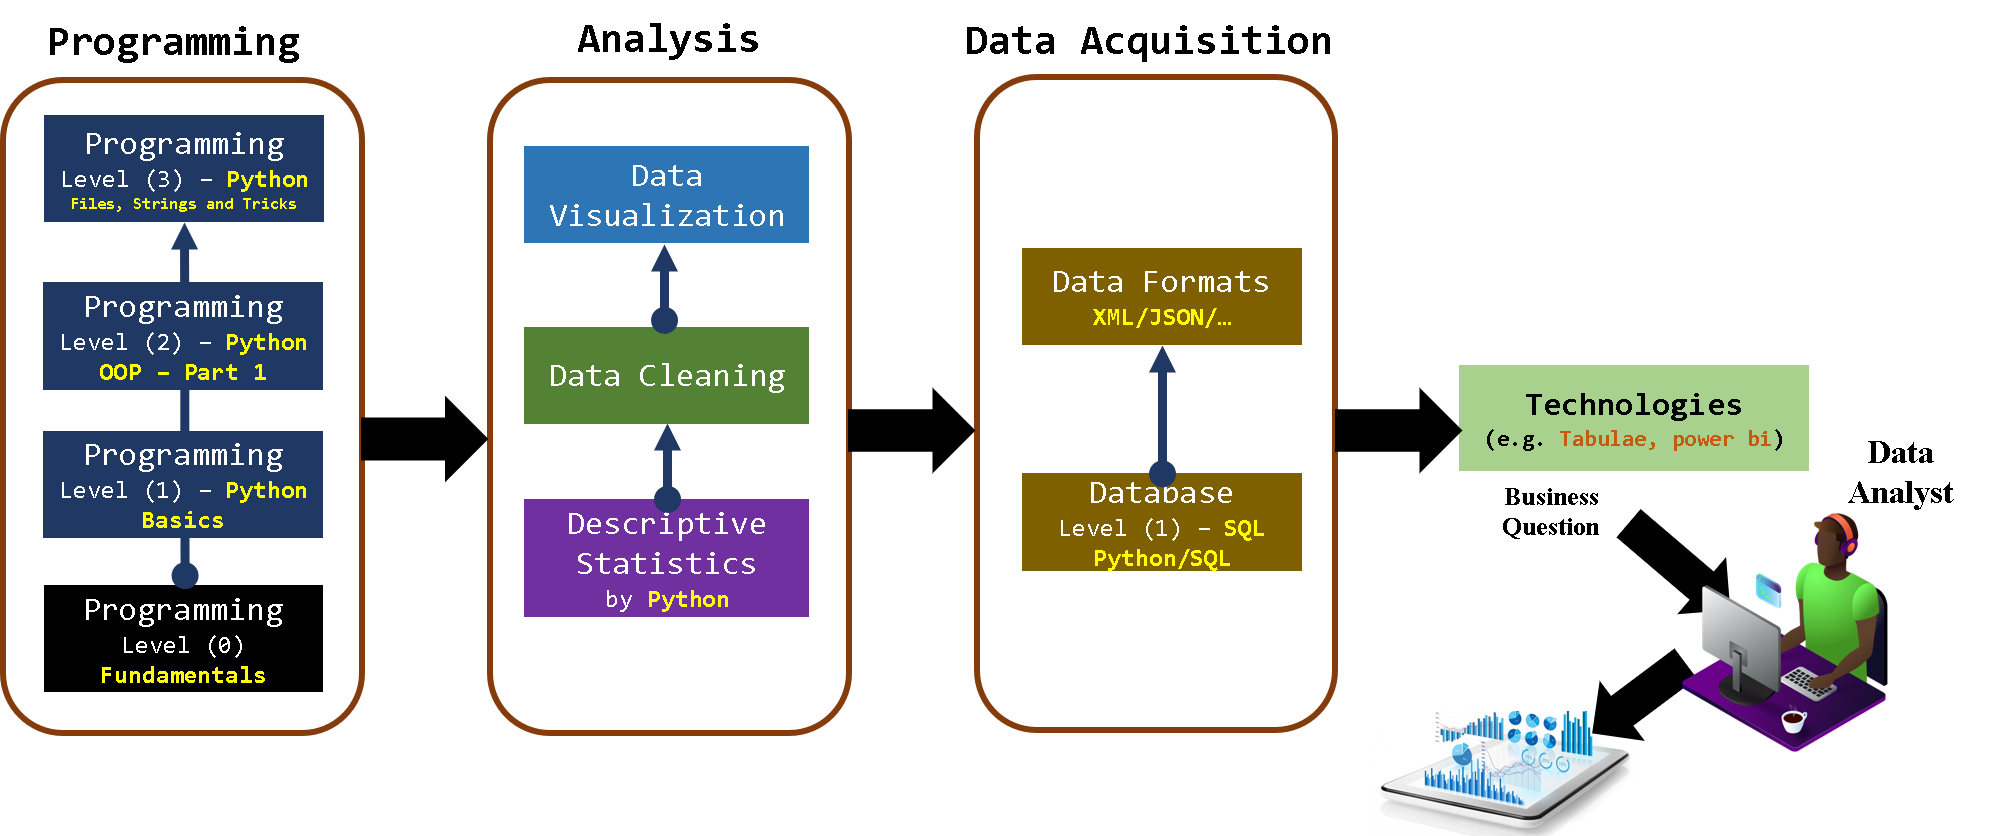 Programming
Programming
Level (3) – Python
Files, Strings and Tricks
Programming
Level (2) – Python
OOP – Part 1
Programming
Level (1) – Python
Basics
Programming
Level (0)
Fundamentals
Analysis
Data
Visualization
Data Cleaning
Descriptive
Statistics
by Python
Data Acquisition
Data Formats
XML/JSON/…
Database
Level (1) – SQL
Python/SQL
Technologies
(e.g. Tabulae, power bi)
Data
Analyst
Business
Question